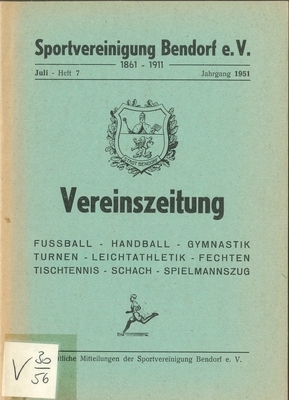 Sportvereinigung Bendorf e. V.
1861 - 1911
Juli - Heft 7 Jahrgang 1951
Vereinszeitung
FUSSBALL - HANDBALL - GYMNASTIK
TURNEN - LEICHTATHLETIK - FECHTEN
TISCHTENNIS - SCHACH - SPIELMANNSZUG
tliche Mitteilungen der Sportvereinigung Bendorf e. V.
V 30/56